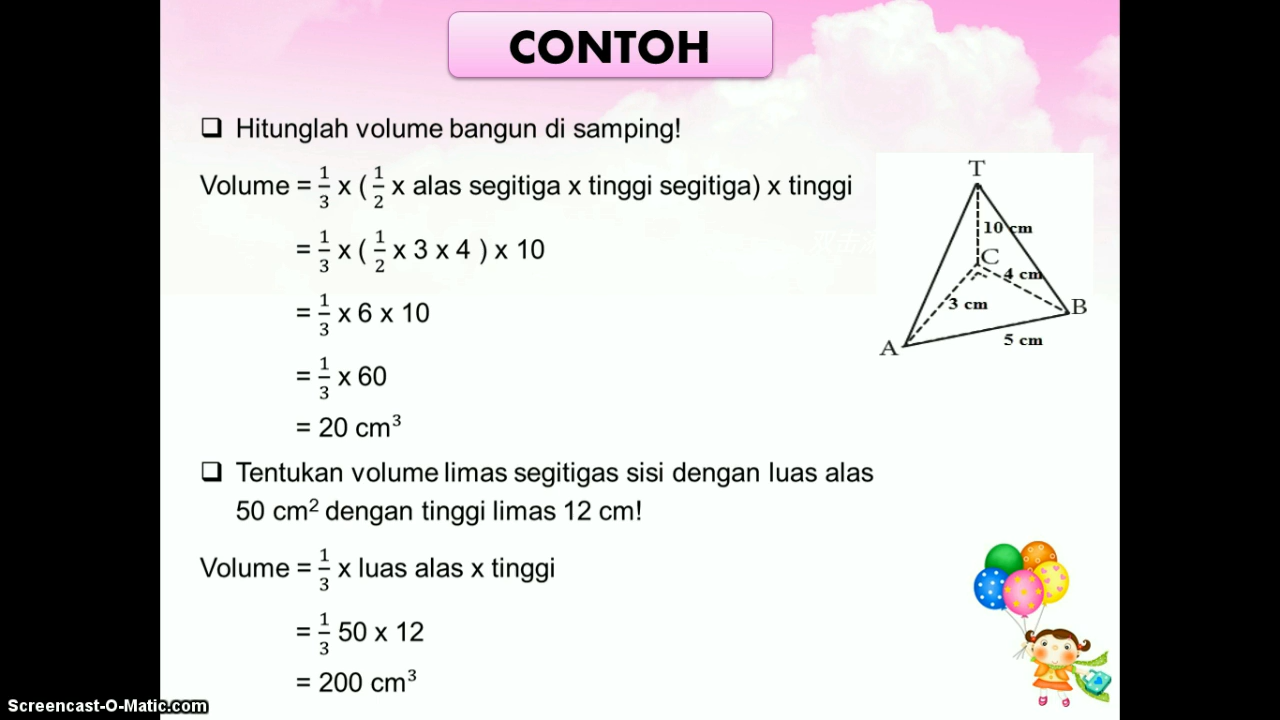 CONTOH
❑ Hitunglah volume bangun di samping!
Volume = 1/3 x ( 1/2 x alas segitiga x tinggi segitiga) x tinggi
= 1/3 x ( 1/2 x 3 x 4 ) x 10
= 1/3 x 6 x 10
= 1/3 x 60
= 20 cm³
T
10 cm
C
4 cm
3 cm
B
A
5 cm
❑ Tentukan volume limas segitigas sisi dengan luas alas
50 cm² dengan tinggi limas 12 cm!
Volume = 1/3 x luas alas x tinggi
= 1/3 50 x 12
= 200 cm³
Screencast-O-Matic.com